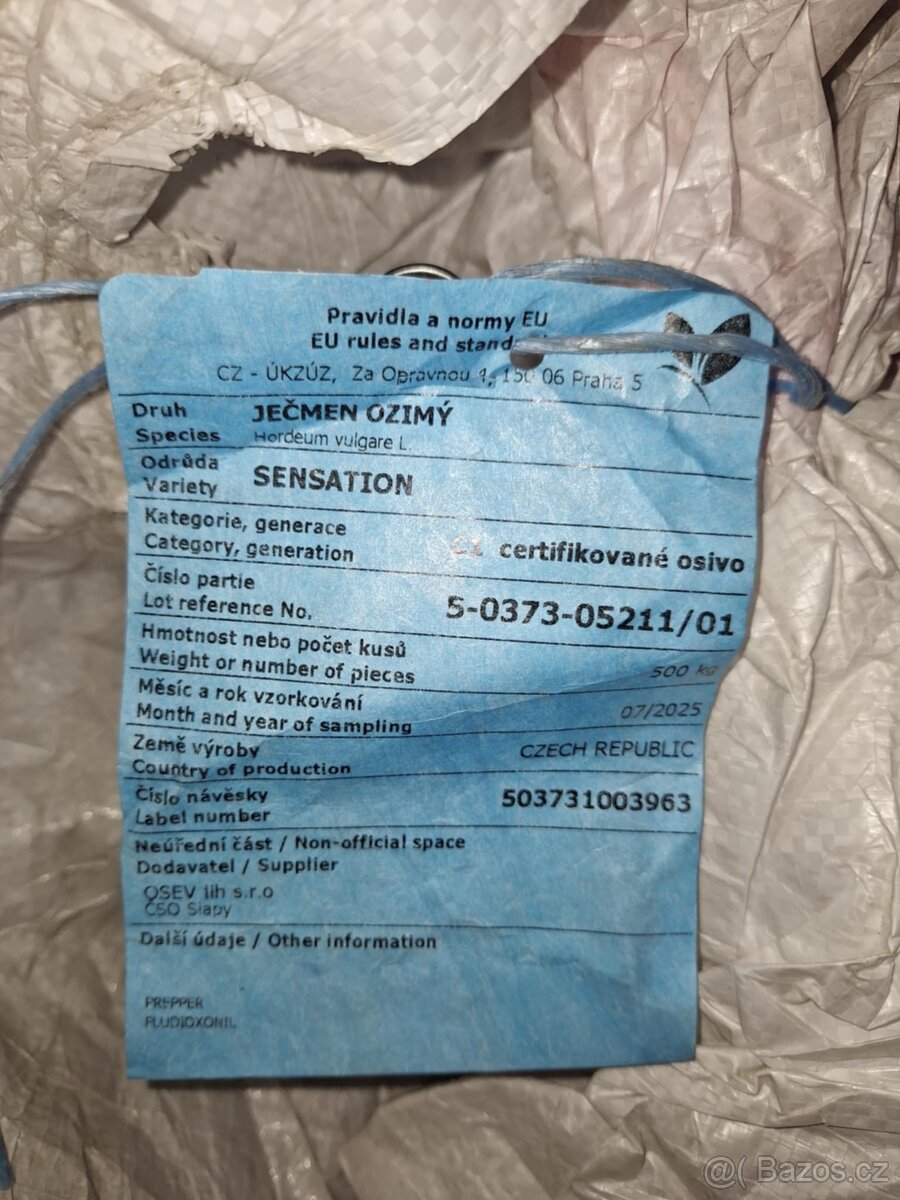 Pravidla a normy EU
EU rules and
CZ - ÚKZÚZ, Za Opravnou 4, 150 06 Praha 5
Druh
Species
JEČMEN OZIMÝ
Hordeum vulgare L.
Odrůda
Variety
SENSATION
Kategorie, generace
Category, generation
C1 certifikované osivo
Číslo partie
Lot reference No.
5-0373-05211/01
Hmotnost nebo počet kusů
Weight or number of pieces
500 kg
Měsíc a rok vzorkování
Month and year of sampling
07/2025
Země výroby
Country of production
CZECH REPUBLIC
Číslo návěsky
Label number
503731003963
Neúřední část / Non-official space
Dodavatel / Supplier
OSEV jih s.r.o
ČSO Slapy
Další údaje / Other information
PREPPER
FLUDIOXONIL
@( Bazos.cz